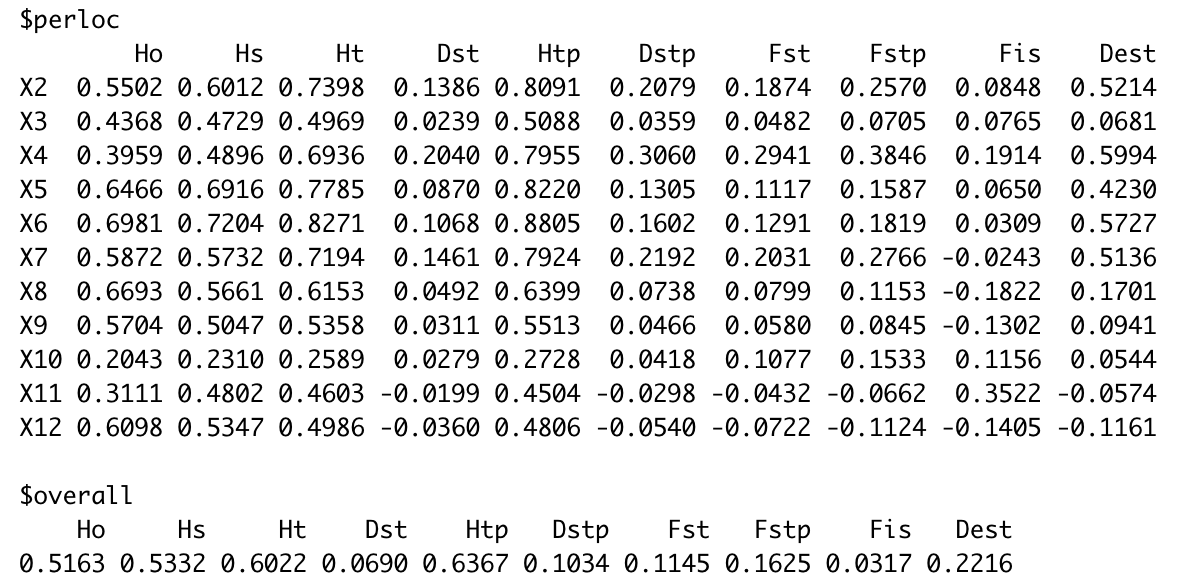 $perloc
Ho Hs Ht Dst Htp Dstp Fst Fstp Fis Dest
X2 0.5502 0.6012 0.7398 0.1386 0.8091 0.2079 0.1874 0.2570 0.0848 0.5214
X3 0.4368 0.4729 0.4969 0.0239 0.5088 0.0359 0.0482 0.0705 0.0765 0.0681
X4 0.3959 0.4896 0.6936 0.2040 0.7955 0.3060 0.2941 0.3846 0.1914 0.5994
X5 0.6466 0.6916 0.7785 0.0870 0.8220 0.1305 0.1117 0.1587 0.0650 0.4230
X6 0.6981 0.7204 0.8271 0.1068 0.8805 0.1602 0.1291 0.1819 0.0309 0.5727
X7 0.5872 0.5732 0.7194 0.1461 0.7924 0.2192 0.2031 0.2766 -0.0243 0.5136
X8 0.6693 0.5661 0.6153 0.0492 0.6399 0.0738 0.0799 0.1153 -0.1822 0.1701
X9 0.5704 0.5047 0.5358 0.0311 0.5513 0.0466 0.0580 0.0845 -0.1302 0.0941
X10 0.2043 0.2310 0.2589 0.0279 0.2728 0.0418 0.1077 0.1533 0.1156 0.0544
X11 0.3111 0.4802 0.4603 -0.0199 0.4504 -0.0298 -0.0432 -0.0662 0.3522 -0.0574
X12 0.6098 0.5347 0.4986 -0.0360 0.4806 -0.0540 -0.0722 -0.1124 -0.1405 -0.1161
$overall
Ho Hs Ht Dst Htp Dstp Fst Fstp Fis Dest
0.5163 0.5332 0.6022 0.0690 0.6367 0.1034 0.1145 0.1625 0.0317 0.2216